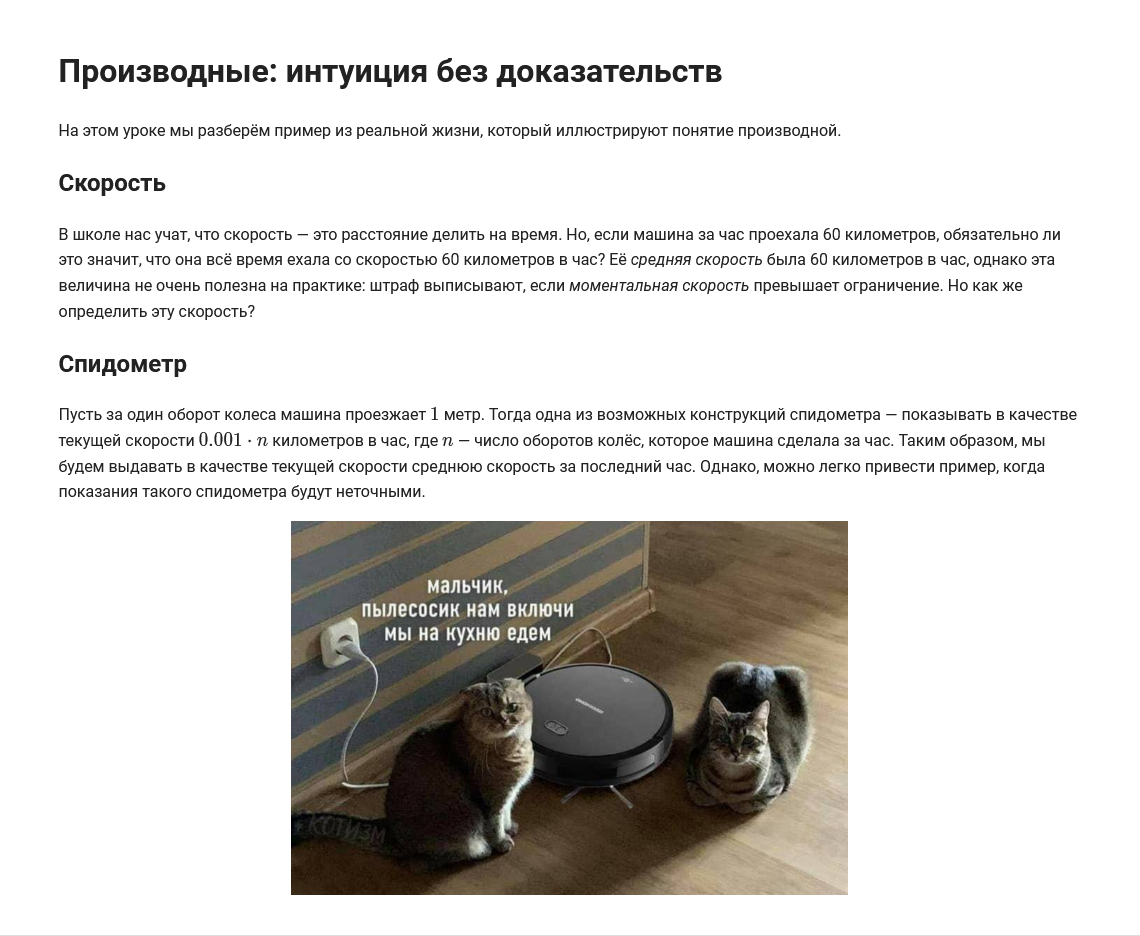 Производные: интуиция без доказательств
На этом уроке мы разберём пример из реальной жизни, который иллюстрируют понятие производной.
Скорость
В школе нас учат, что скорость — это расстояние делить на время. Но, если машина за час проехала 60 километров, обязательно ли
это значит, что она всё время ехала со скоростью 60 километров в час? Её средняя скорость была 60 километров в час, однако эта
величина не очень полезна на практике: штраф выписывают, если моментальная скорость превышает ограничение. Но как же
определить эту скорость?
Спидометр
Пусть за один оборот колеса машина проезжает 1 метр. Тогда одна из возможных конструкций спидометра — показывать в качестве
текущей скорости 0.001 · n километров в час, где n — число оборотов колёс, которое машина сделала за час. Таким образом, мы
будем выдавать в качестве текущей скорости среднюю скорость за последний час. Однако, можно легко привести пример, когда
показания такого спидометра будут неточными.
мальчик,
пылесосик нам включи
мы на кухню едем
КОТИЗМ